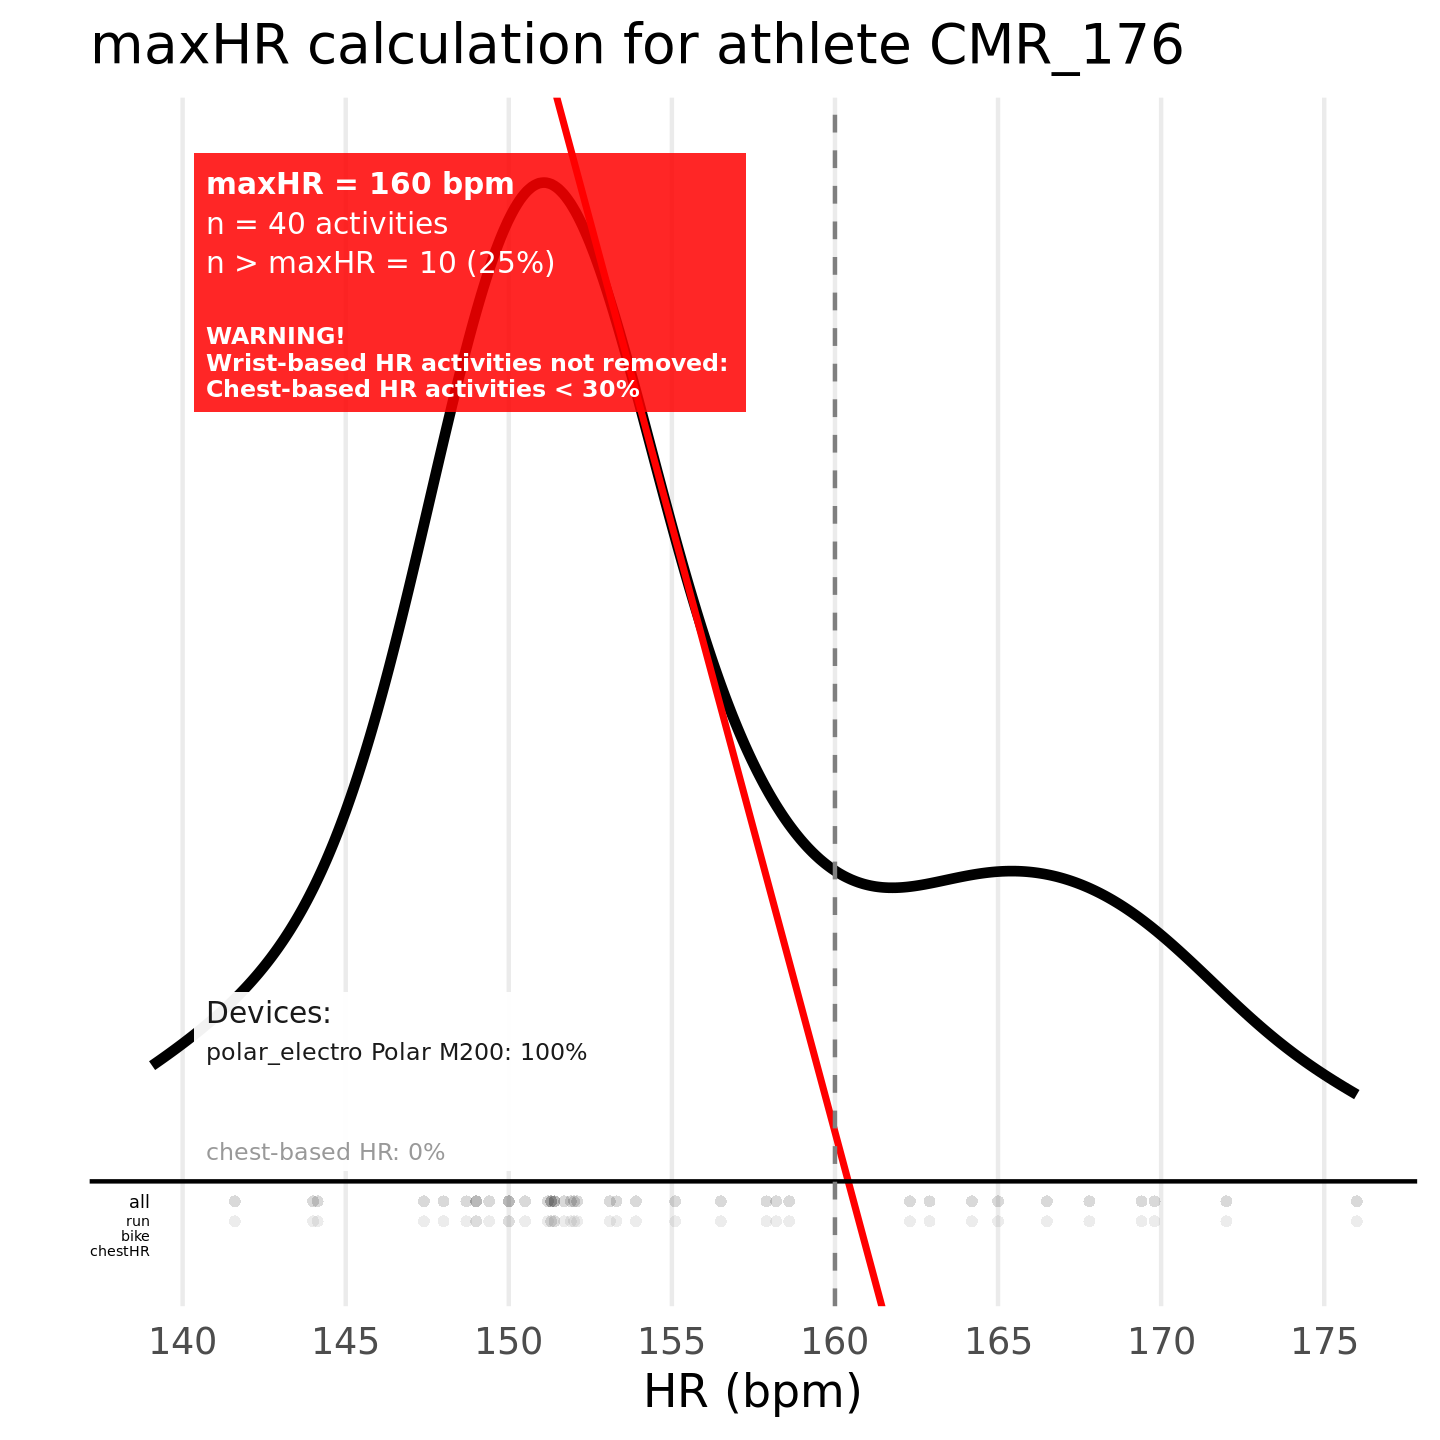 maxHR calculation for athlete CMR_176
maxHR = 160 bpm
n = 40 activities
n > maxHR = 10 (25%)
WARNING!
Wrist-based HR activities not removed:
Chest-based HR activities < 30%
Devices:
polar_electro Polar M200: 100%
chest-based HR: 0%
all
run
bike
chestHR
140 145 150 155 160 165 170 175
HR (bpm)